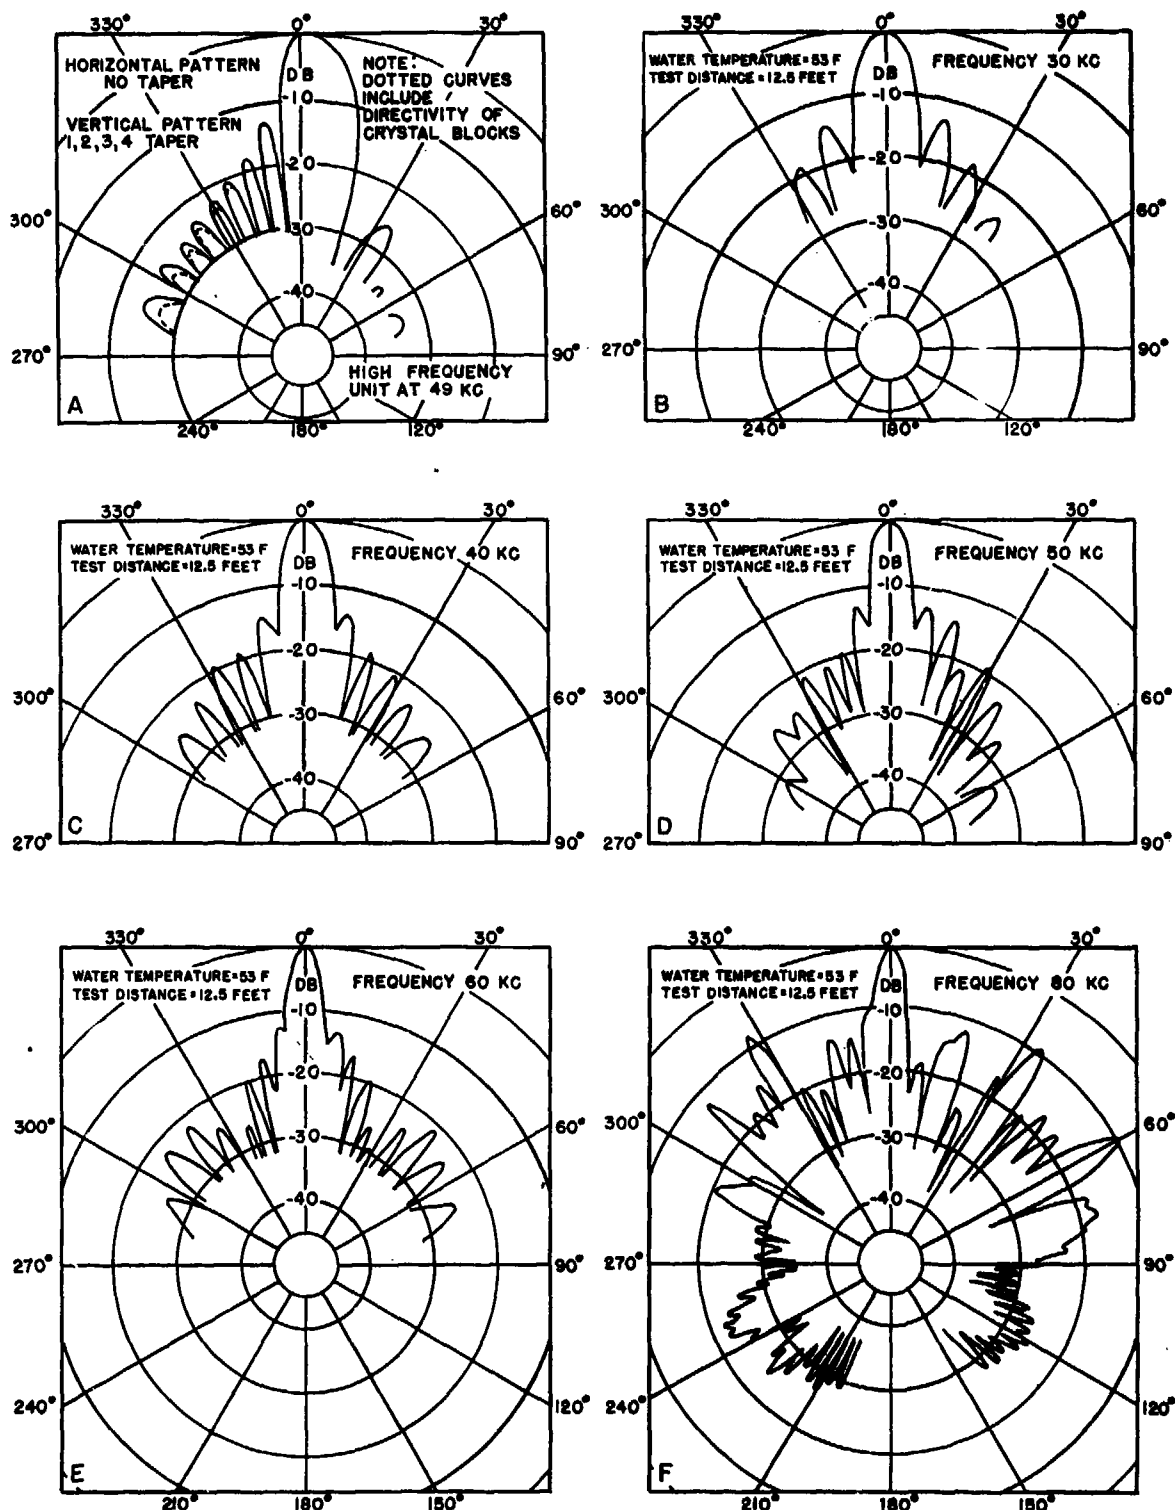 330° 0° 30°
HORIZONTAL PATTERN
NO TAPER
VERTICAL PATTERN
1,2,3,4 TAPER
NOTE:
DOTTED CURVES
INCLUDE
DIRECTIVITY OF
CRYSTAL BLOCKS
DB
-10
-20
-30
-40
300° 60°
270° 90°
HIGH FREQUENCY
UNIT AT 49 KC
A
240° 180° 120°
330° 0° 30°
WATER TEMPERATURE=53 F
TEST DISTANCE=12.5 FEET
FREQUENCY 30 KC
DB
-10
-20
-30
-40
300° 60°
270° 90°
B
240° 180° 120°
330° 0° 30°
WATER TEMPERATURE=53 F
TEST DISTANCE=12.5 FEET
FREQUENCY 40 KC
DB
-10
-20
-30
-40
300° 60°
C
270° 90°
330° 0° 30°
WATER TEMPERATURE=53 F
TEST DISTANCE=12.5 FEET
FREQUENCY 50 KC
DB
-10
-20
-30
-40
300° 60°
D
270° 90°
330° 0° 30°
WATER TEMPERATURE=53 F
TEST DISTANCE=12.5 FEET
FREQUENCY 60 KC
DB
-10
-20
-30
-40
300° 60°
270° 90°
240° 120°
E
210° 180° 150°
330° 0° 30°
WATER TEMPERATURE=53 F
TEST DISTANCE=12.5 FEET
FREQUENCY 80 KC
DB
-10
-20
-30
-40
300° 60°
270° 90°
240° 120°
F
210° 180° 150°